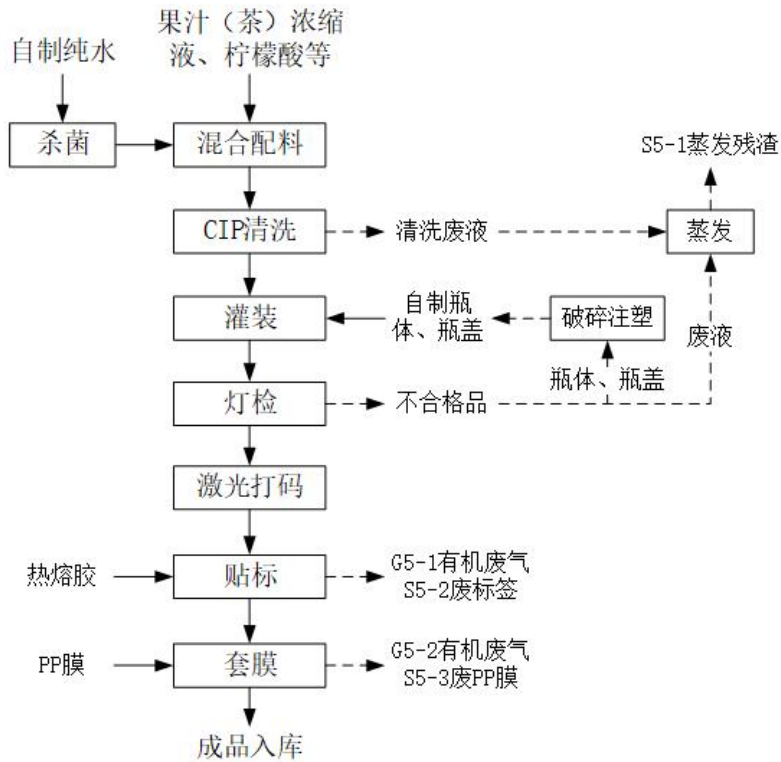 果汁（茶）浓缩
液、柠檬酸等
自制纯水
杀菌
混合配料
S5-1蒸发残渣
CIP清洗
清洗废液
蒸发
灌装
自制瓶
体、瓶盖
破碎注塑
废液
瓶体、瓶盖
灯检
不合格品
激光打码
热熔胶
贴标
G5-1有机废气
S5-2废标签
PP膜
套膜
G5-2有机废气
S5-3废PP膜
成品入库